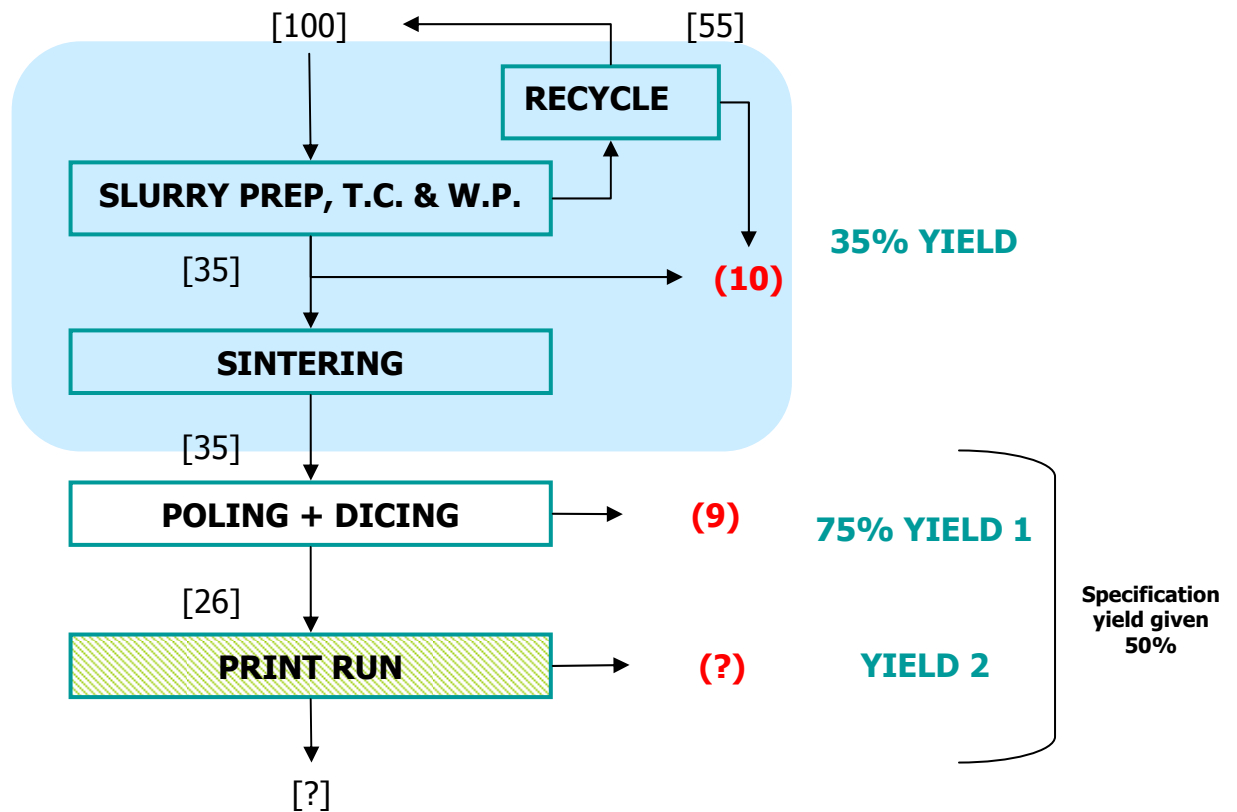 [100]
[55]
RECYCLE
SLURRY PREP, T.C. & W.P.
35% YIELD
[35]
(10)
SINTERING
[35]
POLING + DICING
(9)
75% YIELD 1
[26]
Specification
yield given
50%
PRINT RUN
(?)
YIELD 2
[?]